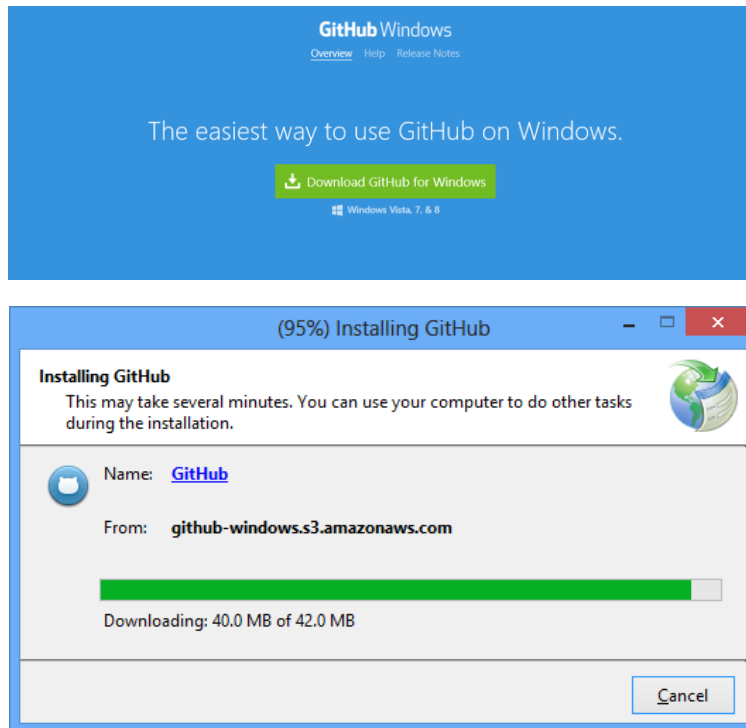 GitHub Windows
Overview Help Release Notes
The easiest way to use GitHub on Windows.
Download GitHub for Windows
Windows Vista, 7, & 8
(95%) Installing GitHub
Installing GitHub
This may take several minutes. You can use your computer to do other tasks
during the installation.
Name: GitHub
From: github-windows.s3.amazonaws.com
Downloading: 40.0 MB of 42.0 MB
Cancel